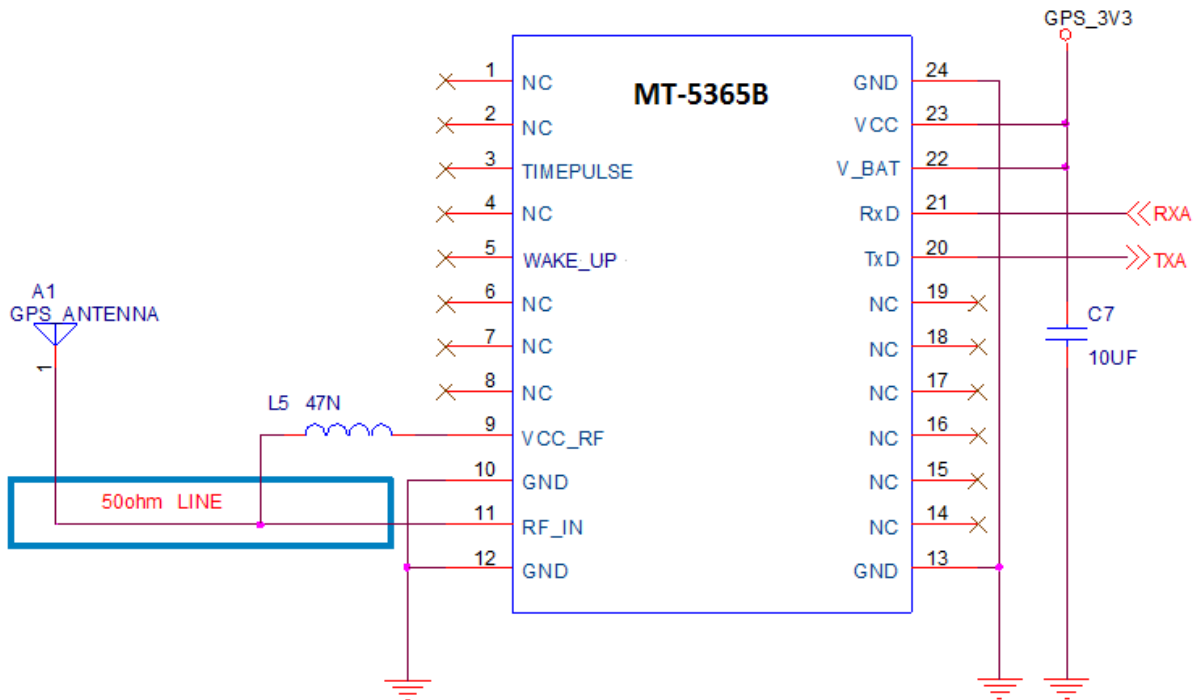 GPS_3V3
MT-5365B
1 NC
2 NC
3 TIMEPULSE
4 NC
5 WAKE_UP
6 NC
7 NC
8 NC
9 VCC_RF
10 GND
11 RF_IN
12 GND
24 GND
23 VCC
22 V_BAT
21 RxD
20 TxD
19 NC
18 NC
17 NC
16 NC
15 NC
14 NC
13 GND
RXA
TXA
A1
GPS_ANTENNA
1
L5 47N
50ohm LINE
C7
10UF